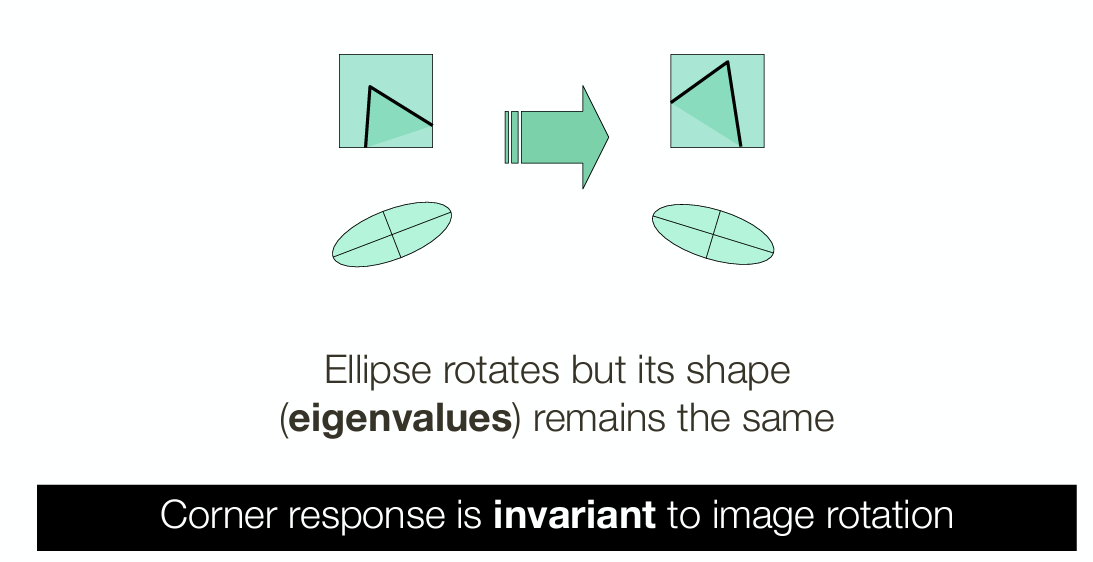 Ellipse rotates but its shape
(eigenvalues) remains the same
Corner response is invariant to image rotation